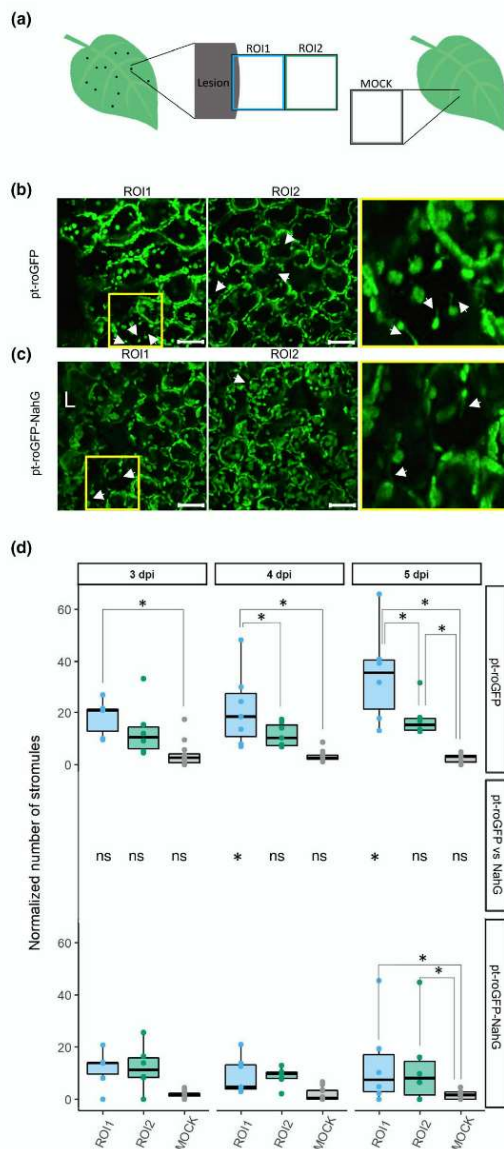 (a)
ROI1 ROI2
Lesion
MOCK
(b)
ROI1 ROI2
pt-roGFP
(c)
ROI1 ROI2
L
pt-roGFP-NahG
(d)
3 dpi 4 dpi 5 dpi
* * * * * *
60
40
20
0
pt-roGFP
Normalized number of stromules
ns ns ns * ns ns * ns ns
pt-roGFP vs NahG
* *
60
40
20
0
pt-roGFP-NahG
ROI1 ROI2 MOCK ROI1 ROI2 MOCK ROI1 ROI2 MOCK